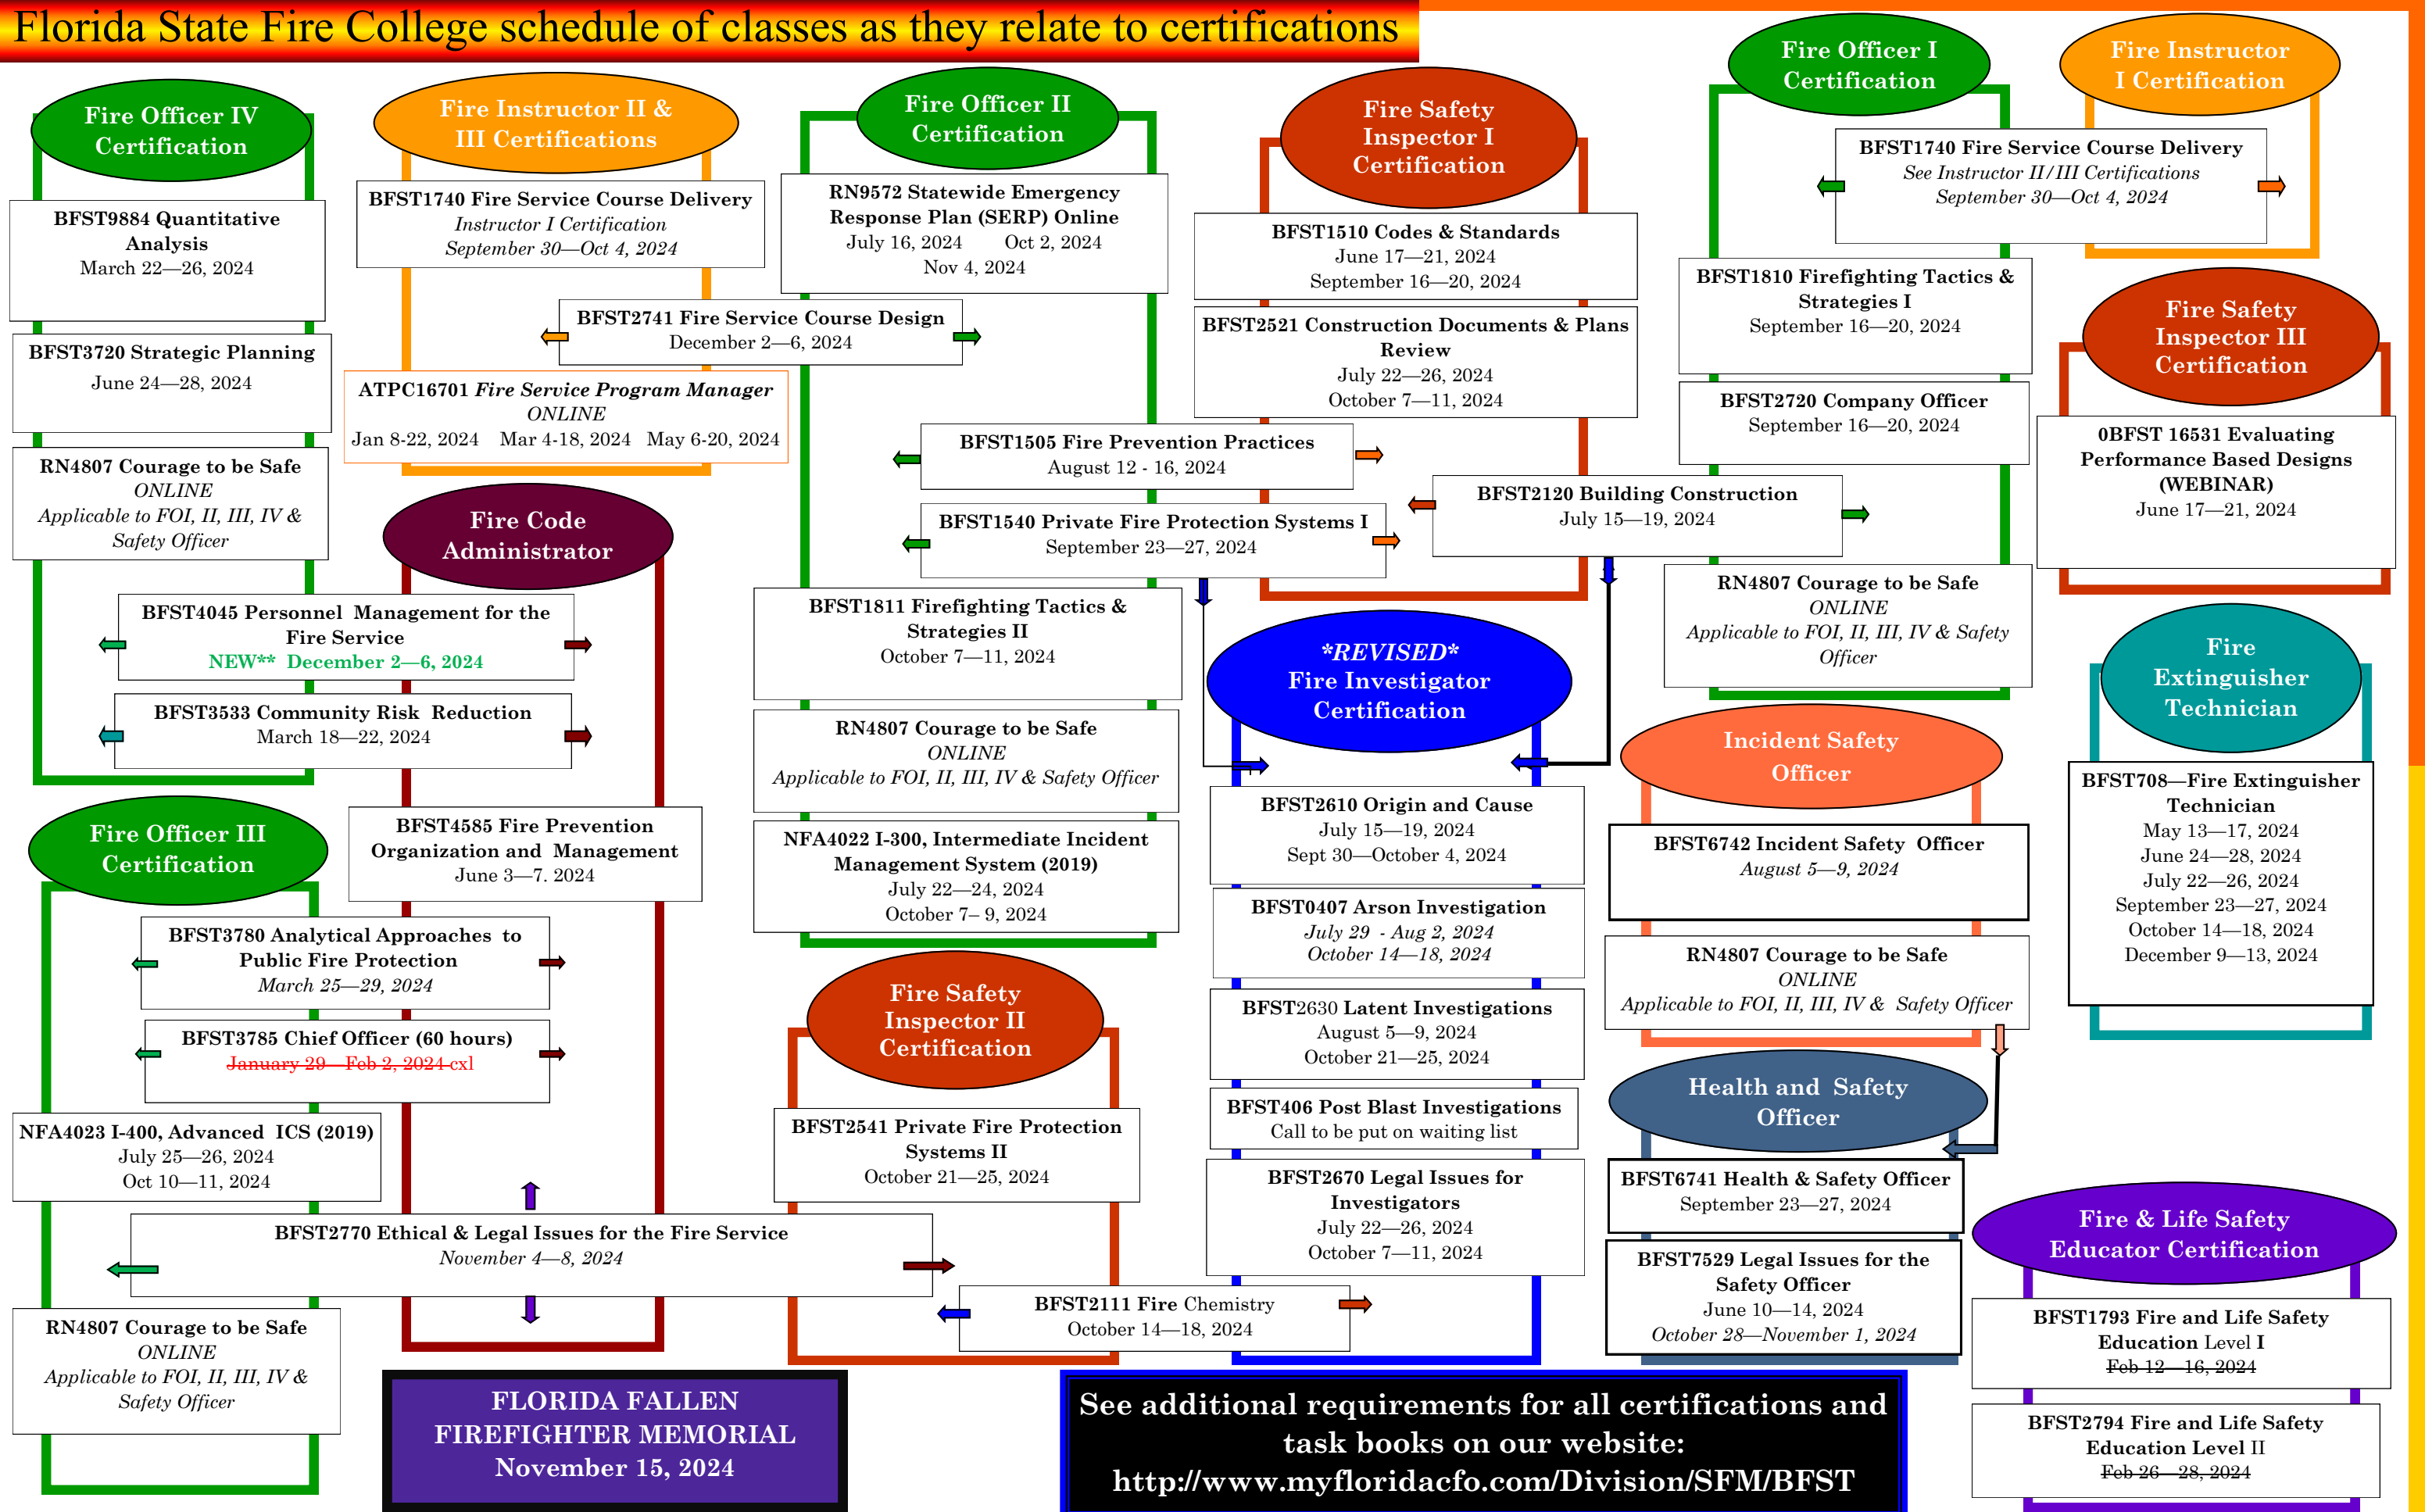 Florida State Fire College schedule of classes as they relate to certifications
Fire Officer IV
Certification
BFST9884 Quantitative
Analysis
March 22—26, 2024
BFST3720 Strategic Planning
June 24—28, 2024
RN4807 Courage to be Safe
ONLINE
Applicable to FOI, II, III, IV &
Safety Officer
BFST4045 Personnel  Management for the
Fire Service
NEW**  December 2—6, 2024
BFST3533 Community Risk  Reduction
March 18—22, 2024
Fire Officer III
Certification
BFST3780 Analytical Approaches  to
Public Fire Protection
March 25—29, 2024
BFST3785 Chief Officer (60 hours)
January 29—Feb 2, 2024 cxl
NFA4023 I-400, Advanced  ICS (2019)
July 25—26, 2024
Oct 10—11, 2024
BFST2770 Ethical & Legal Issues for the Fire Service
November 4—8, 2024
RN4807 Courage to be Safe
ONLINE
Applicable to FOI, II, III, IV &
Safety Officer
Fire Instructor II &
III Certifications
BFST1740 Fire Service Course Delivery
Instructor I Certification
September 30—Oct 4, 2024
BFST2741 Fire Service Course Design
December 2—6, 2024
ATPC16701 Fire Service Program Manager
ONLINE
Jan 8-22, 2024    Mar 4-18, 2024   May 6-20, 2024
Fire Code
Administrator
BFST4585 Fire Prevention
Organization and  Management
June 3—7. 2024
FLORIDA FALLEN
FIREFIGHTER MEMORIAL
November 15, 2024
Fire Officer II
Certification
RN9572 Statewide Emergency
Response Plan (SERP) Online
July 16, 2024        Oct 2, 2024
Nov 4, 2024
BFST1505 Fire Prevention Practices
August 12 - 16, 2024
BFST1540 Private Fire Protection Systems I
September 23—27, 2024
BFST1811 Firefighting Tactics &
Strategies II
October 7—11, 2024
RN4807 Courage to be Safe
ONLINE
Applicable to FOI, II, III, IV & Safety Officer
NFA4022 I-300, Intermediate Incident
Management System (2019)
July 22—24, 2024
October 7– 9, 2024
Fire Safety
Inspector II
Certification
BFST2541 Private Fire Protection
Systems II
October 21—25, 2024
BFST2111 Fire Chemistry
October 14—18, 2024
Fire Safety
Inspector I
Certification
BFST1510 Codes & Standards
June 17—21, 2024
September 16—20, 2024
BFST2521 Construction Documents & Plans
Review
July 22—26, 2024
October 7—11, 2024
BFST2120 Building Construction
July 15—19, 2024
*REVISED*
Fire Investigator
Certification
BFST2610 Origin and Cause
July 15—19, 2024
Sept 30—October 4, 2024
BFST0407 Arson Investigation
July 29  - Aug 2, 2024
October 14—18, 2024
BFST2630 Latent Investigations
August 5—9, 2024
October 21—25, 2024
BFST406 Post Blast Investigations
Call to be put on waiting list
BFST2670 Legal Issues for
Investigators
July 22—26, 2024
October 7—11, 2024
See additional requirements for all certifications and
task books on our website:
http://www.myfloridacfo.com/Division/SFM/BFST
Fire Officer I
Certification
Fire Instructor
I Certification
BFST1740 Fire Service Course Delivery
See Instructor II/III Certifications
September 30—Oct 4, 2024
BFST1810 Firefighting Tactics &
Strategies I
September 16—20, 2024
BFST2720 Company Officer
September 16—20, 2024
RN4807 Courage to be Safe
ONLINE
Applicable to FOI, II, III, IV & Safety
Officer
Incident Safety
Officer
BFST6742 Incident Safety  Officer
August 5—9, 2024
RN4807 Courage to be Safe
ONLINE
Applicable to FOI, II, III, IV &  Safety Officer
Health and  Safety
Officer
BFST6741 Health & Safety Officer
September 23—27, 2024
BFST7529 Legal Issues for the
Safety Officer
June 10—14, 2024
October 28—November 1, 2024
Fire Safety
Inspector III
Certification
0BFST 16531 Evaluating
Performance Based Designs
(WEBINAR)
June 17—21, 2024
Fire
Extinguisher
Technician
BFST708—Fire Extinguisher
Technician
May 13—17, 2024
June 24—28, 2024
July 22—26, 2024
September 23—27, 2024
October 14—18, 2024
December 9—13, 2024
Fire & Life Safety
Educator Certification
BFST1793 Fire and Life Safety
Education Level I
Feb 12—16, 2024
BFST2794 Fire and Life Safety
Education Level II
Feb 26—28, 2024